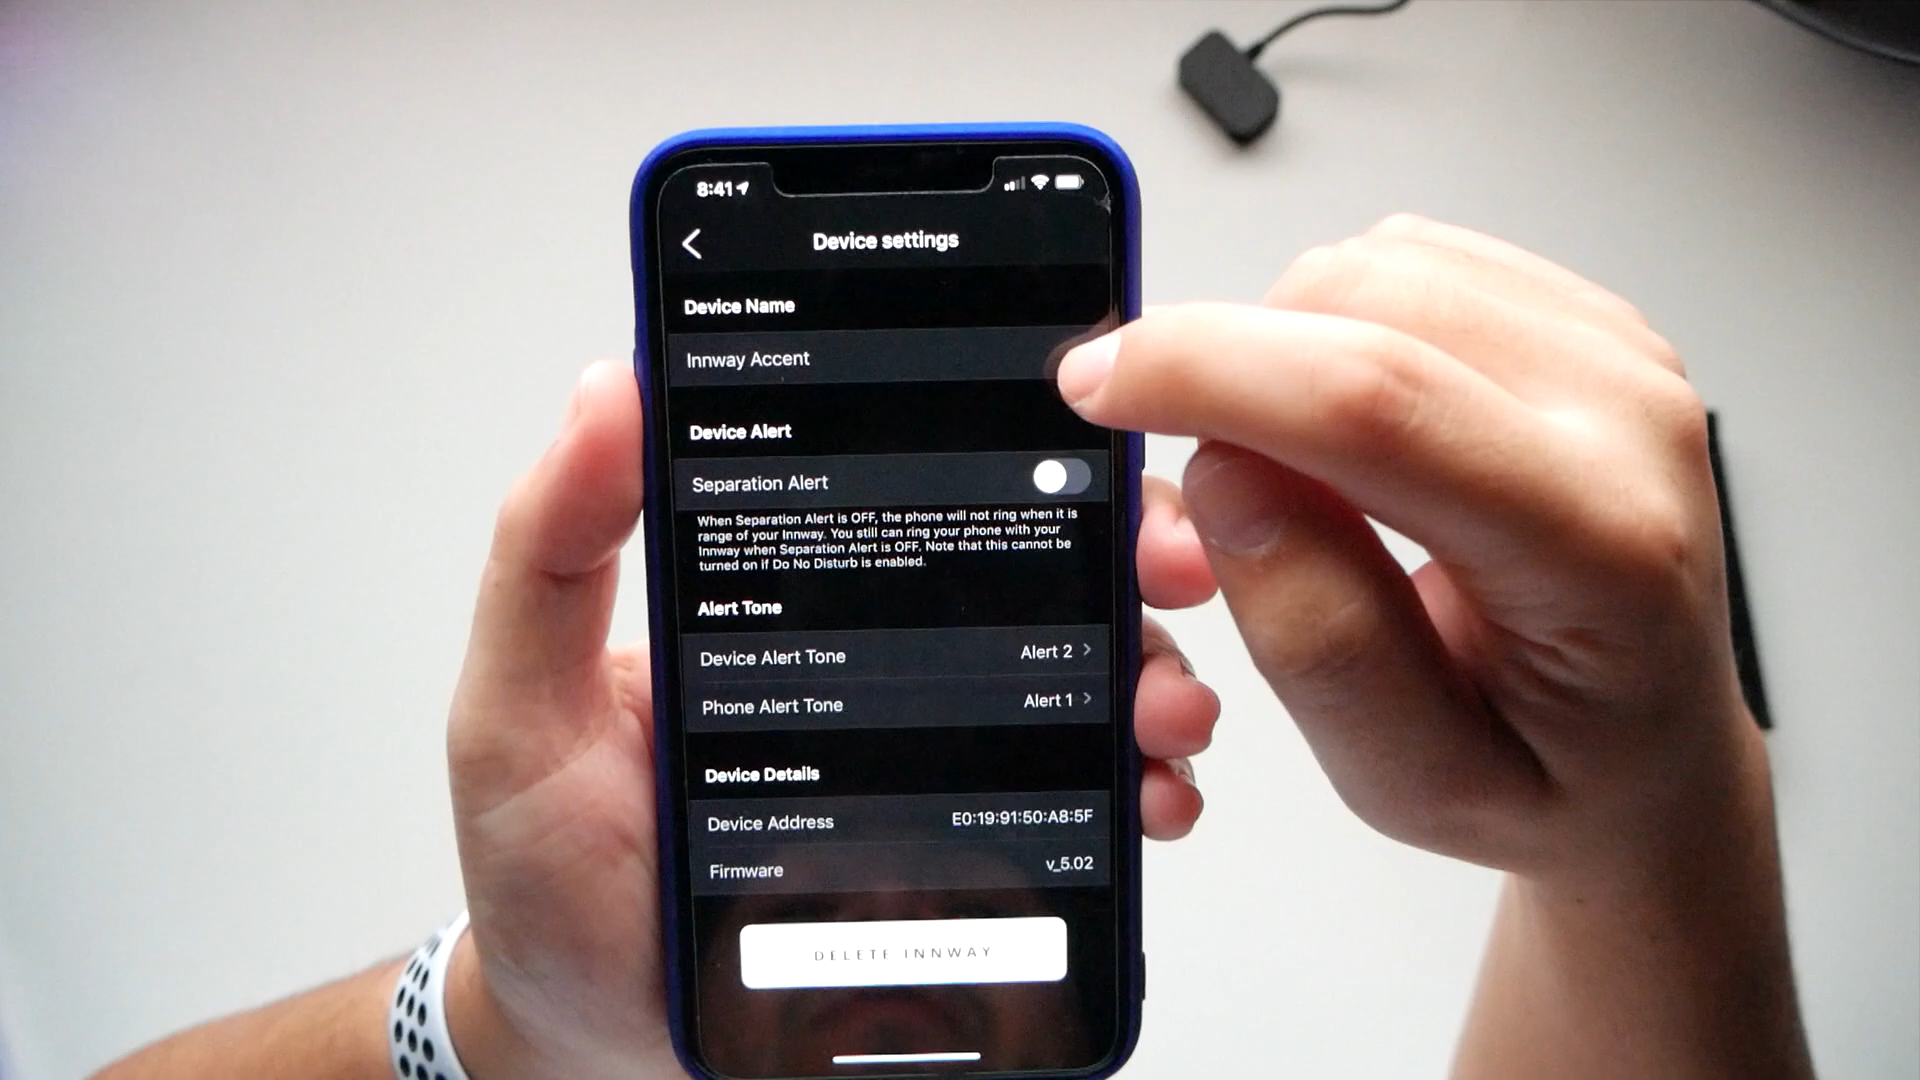 8:41
Device settings
Device Name
Innway Accent
Device Alert
Separation Alert
When Separation Alert is OFF, the phone will not ring when it is
range of your Innway. You still can ring your phone with your
Innway when Separation Alert is OFF. Note that this cannot be
turned on if Do No Disturb is enabled.
Alert Tone
Device Alert Tone Alert 2
Phone Alert Tone Alert 1
Device Details
Device Address E0:19:91:50:A8:5F
Firmware v_5.02
DELETE INNWAY